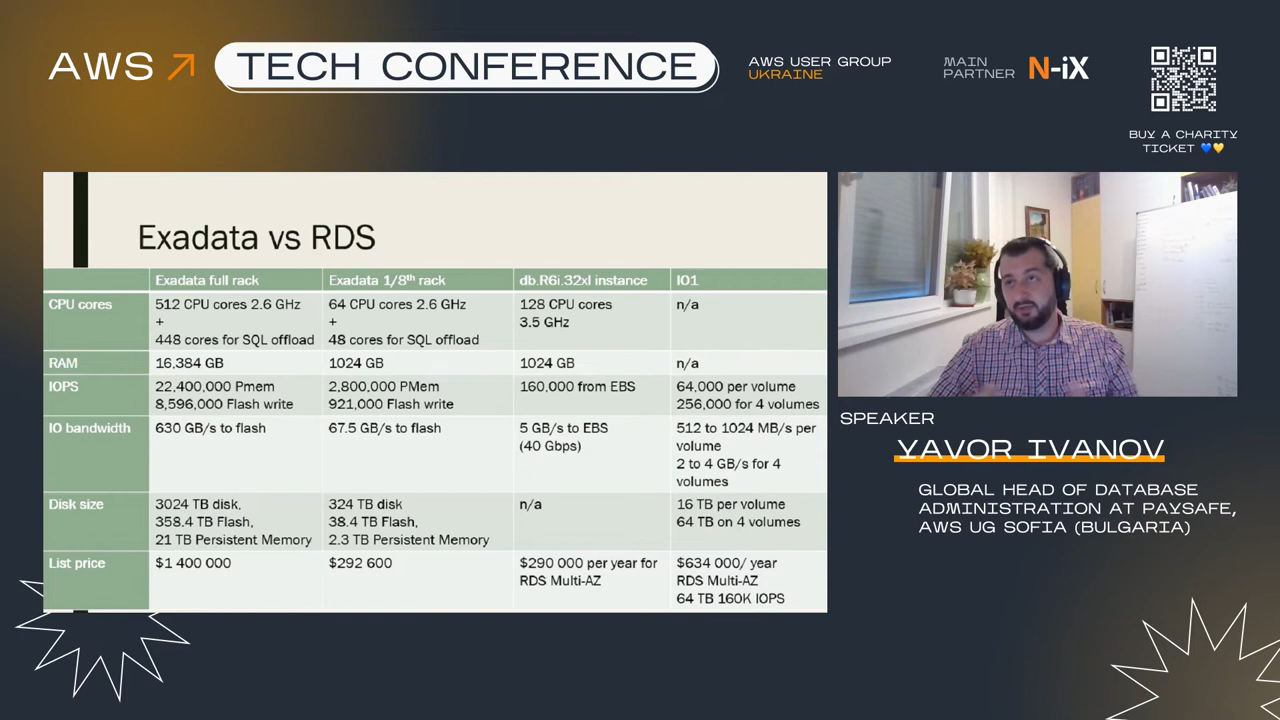 AWS
TECH CONFERENCE
AWS USER GROUP
UKRAINE
MAIN
PARTNER
N-iX
BUY A CHARITY
TICKET 💙💛
Exadata vs RDS
Exadata full rack
Exadata 1/8th rack
db.R6i.32xl instance
IO1
CPU cores
512 CPU cores 2.6 GHz
+
448 cores for SQL offload
64 CPU cores 2.6 GHz
+
48 cores for SQL offload
128 CPU cores
3.5 GHz
n/a
RAM
16,384 GB
1024 GB
1024 GB
n/a
IOPS
22,400,000 Pmem
8,596,000 Flash write
2,800,000 PMem
921,000 Flash write
160,000 from EBS
64,000 per volume
256,000 for 4 volumes
IO bandwidth
630 GB/s to flash
67.5 GB/s to flash
5 GB/s to EBS
(40 Gbps)
512 to 1024 MB/s per
volume
2 to 4 GB/s for 4
volumes
Disk size
3024 TB disk,
358.4 TB Flash,
21 TB Persistent Memory
324 TB disk
38.4 TB Flash,
2.3 TB Persistent Memory
n/a
16 TB per volume
64 TB on 4 volumes
List price
$1 400 000
$292 600
$290 000 per year for
RDS Multi-AZ
$634 000/ year
RDS Multi-AZ
64 TB 160K IOPS
SPEAKER
YAVOR IVANOV
GLOBAL HEAD OF DATABASE
ADMINISTRATION AT PAYSAFE,
AWS UG SOFIA (BULGARIA)